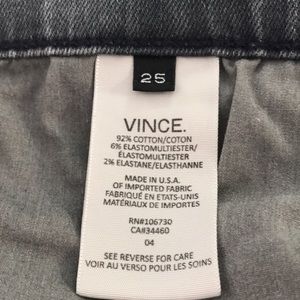 25
VINCE.
92% COTTON/COTON
6% ELASTOMULTIESTER/
ÉLASTOMULTIESTER
2% ELASTANE/ELASTHANNE
MADE IN U.S.A.
OF IMPORTED FABRIC
FABRIQUÉ EN ETATS-UNIS
MATÉRIAUX DE IMPORTÉES
RN#106730
CA#34460
04
SEE REVERSE FOR CARE
VOIR AU VERSO POUR LES SOINS